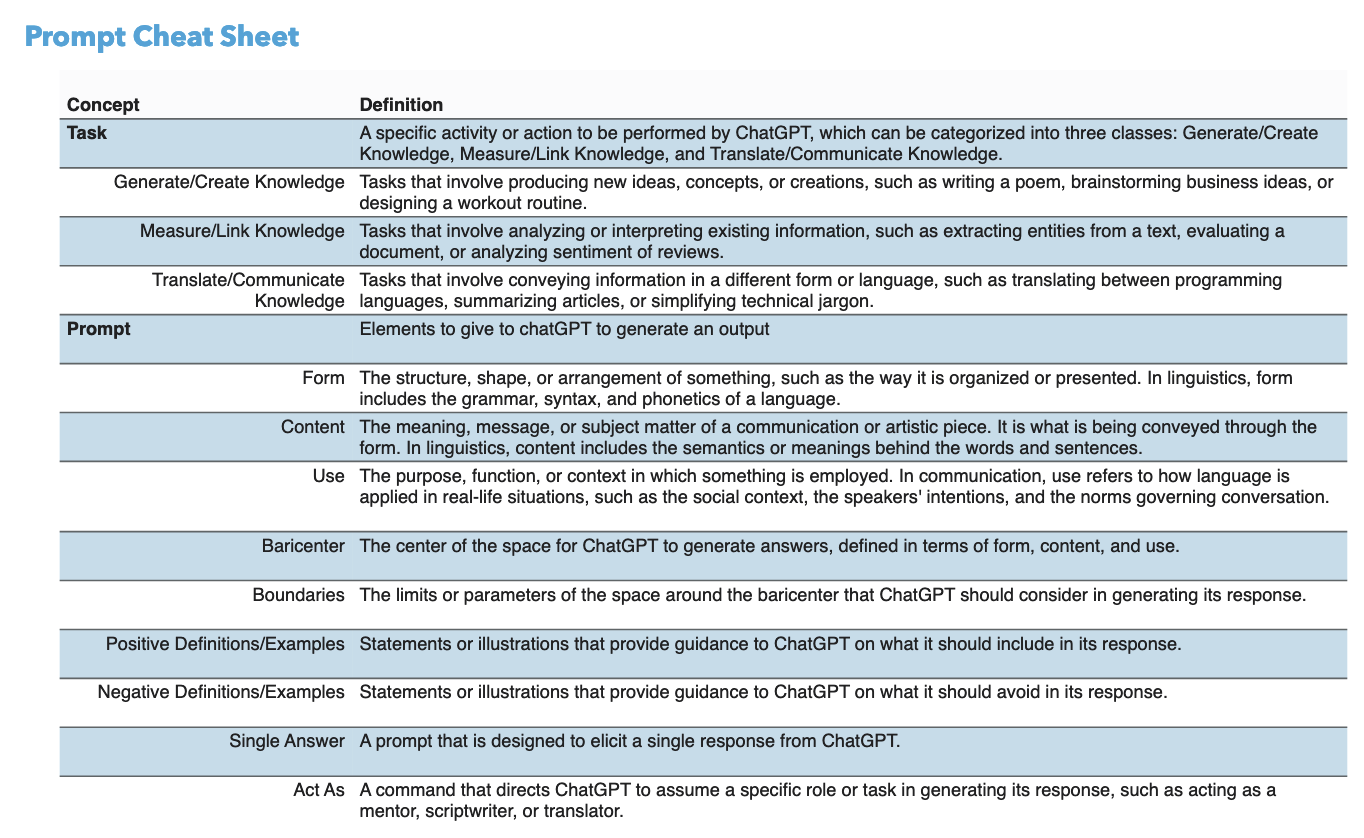 Prompt Cheat Sheet
Concept Definition
Task A specific activity or action to be performed by ChatGPT, which can be categorized into three classes: Generate/Create
Knowledge, Measure/Link Knowledge, and Translate/Communicate Knowledge.
Generate/Create Knowledge Tasks that involve producing new ideas, concepts, or creations, such as writing a poem, brainstorming business ideas, or
designing a workout routine.
Measure/Link Knowledge Tasks that involve analyzing or interpreting existing information, such as extracting entities from a text, evaluating a
document, or analyzing sentiment of reviews.
Translate/Communicate Tasks that involve conveying information in a different form or language, such as translating between programming
Knowledge languages, summarizing articles, or simplifying technical jargon.
Prompt Elements to give to chatGPT to generate an output
Form The structure, shape, or arrangement of something, such as the way it is organized or presented. In linguistics, form
includes the grammar, syntax, and phonetics of a language.
Content The meaning, message, or subject matter of a communication or artistic piece. It is what is being conveyed through the
form. In linguistics, content includes the semantics or meanings behind the words and sentences.
Use The purpose, function, or context in which something is employed. In communication, use refers to how language is
applied in real-life situations, such as the social context, the speakers' intentions, and the norms governing conversation.
Baricenter The center of the space for ChatGPT to generate answers, defined in terms of form, content, and use.
Boundaries The limits or parameters of the space around the baricenter that ChatGPT should consider in generating its response.
Positive Definitions/Examples Statements or illustrations that provide guidance to ChatGPT on what it should include in its response.
Negative Definitions/Examples Statements or illustrations that provide guidance to ChatGPT on what it should avoid in its response.
Single Answer A prompt that is designed to elicit a single response from ChatGPT.
Act As A command that directs ChatGPT to assume a specific role or task in generating its response, such as acting as a
mentor, scriptwriter, or translator.